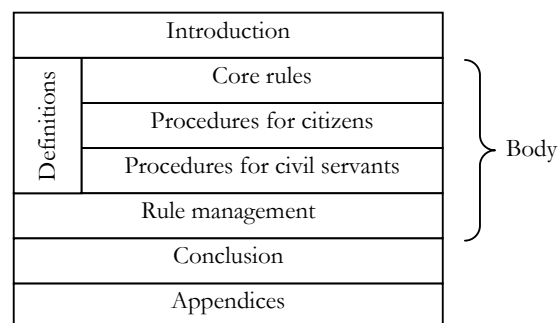 Introduction
Definitions
Core rules
Procedures for citizens
Procedures for civil servants
Rule management
Conclusion
Appendices
Body